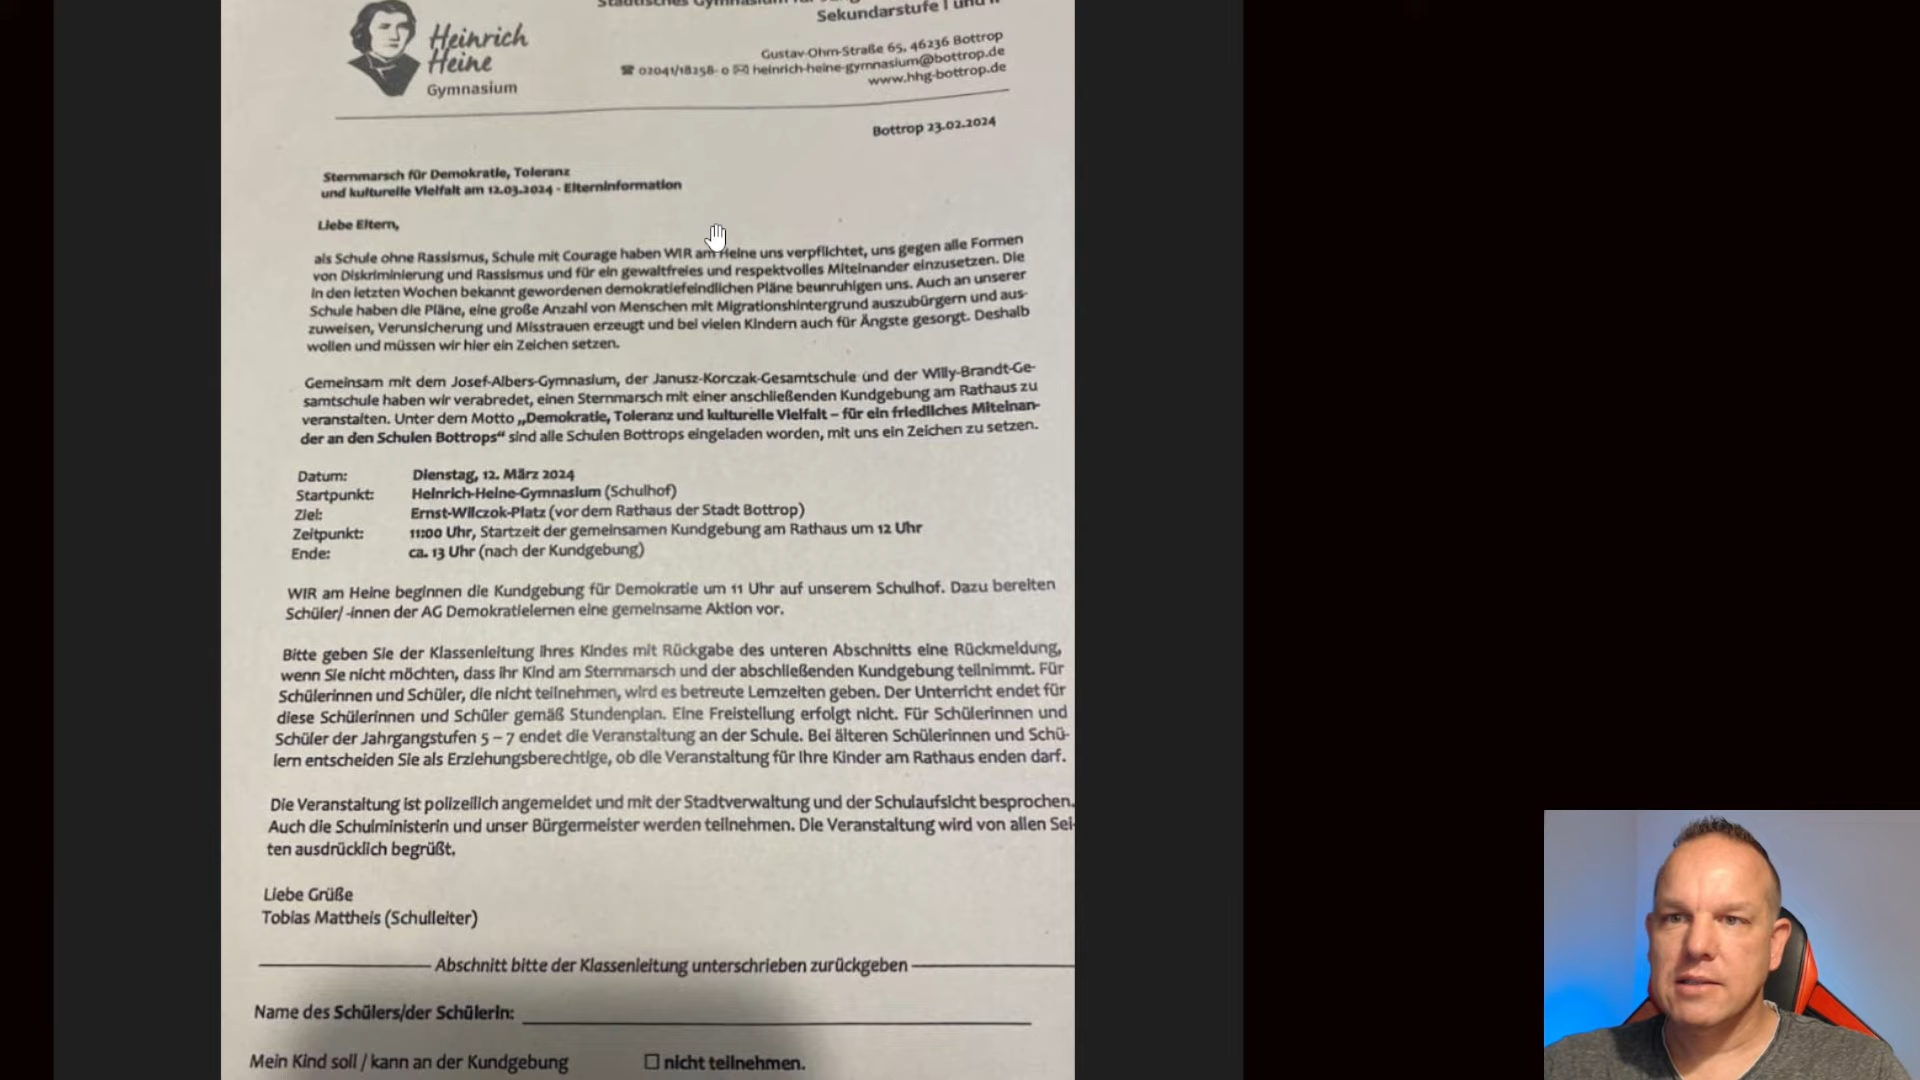 Städtisches Gymnasium für
Sekundarstufe I und II
Heinrich
Heine
Gymnasium
Gustav-Ohm-Straße 65, 46236 Bottrop
☎ 02041/18258- 0 ✉ heinrich-heine-gymnasium@bottrop.de
www.hhg-bottrop.de
Bottrop 23.02.2024
Sternmarsch für Demokratie, Toleranz
und kulturelle Vielfalt am 12.03.2024 - Elterninformation
Liebe Eltern,
als Schule ohne Rassismus, Schule mit Courage haben WIR am Heine uns verpflichtet, uns gegen alle Formen
von Diskriminierung und Rassismus und für ein gewaltfreies und respektvolles Miteinander einzusetzen. Die
in den letzten Wochen bekannt gewordenen demokratiefeindlichen Pläne beunruhigen uns. Auch an unserer
Schule haben die Pläne, eine große Anzahl von Menschen mit Migrationshintergrund auszubürgern und aus-
zuweisen, Verunsicherung und Misstrauen erzeugt und bei vielen Kindern auch für Ängste gesorgt. Deshalb
wollen und müssen wir hier ein Zeichen setzen.
Gemeinsam mit dem Josef-Albers-Gymnasium, der Janusz-Korczak-Gesamtschule und der Willy-Brandt-Ge-
samtschule haben wir verabredet, einen Sternmarsch mit einer anschließenden Kundgebung am Rathaus zu
veranstalten. Unter dem Motto „Demokratie, Toleranz und kulturelle Vielfalt – für ein friedliches Miteinan-
der an den Schulen Bottrops“ sind alle Schulen Bottrops eingeladen worden, mit uns ein Zeichen zu setzen.
Datum: Dienstag, 12. März 2024
Startpunkt: Heinrich-Heine-Gymnasium (Schulhof)
Ziel: Ernst-Wilczok-Platz (vor dem Rathaus der Stadt Bottrop)
Zeitpunkt: 11:00 Uhr, Startzeit der gemeinsamen Kundgebung am Rathaus um 12 Uhr
Ende: ca. 13 Uhr (nach der Kundgebung)
WIR am Heine beginnen die Kundgebung für Demokratie um 11 Uhr auf unserem Schulhof. Dazu bereiten
Schüler/ -innen der AG Demokratielernen eine gemeinsame Aktion vor.
Bitte geben Sie der Klassenleitung ihres Kindes mit Rückgabe des unteren Abschnitts eine Rückmeldung,
wenn Sie nicht möchten, dass ihr Kind am Sternmarsch und der abschließenden Kundgebung teilnimmt. Für
Schülerinnen und Schüler, die nicht teilnehmen, wird es betreute Lernzeiten geben. Der Unterricht endet für
diese Schülerinnen und Schüler gemäß Stundenplan. Eine Freistellung erfolgt nicht. Für Schülerinnen und
Schüler der Jahrgangstufen 5 – 7 endet die Veranstaltung an der Schule. Bei älteren Schülerinnen und Schü-
lern entscheiden Sie als Erziehungsberechtige, ob die Veranstaltung für ihre Kinder am Rathaus enden darf.
Die Veranstaltung ist polizeilich angemeldet und mit der Stadtverwaltung und der Schulaufsicht besprochen.
Auch die Schulministerin und unser Bürgermeister werden teilnehmen. Die Veranstaltung wird von allen Sei-
ten ausdrücklich begrüßt.
Liebe Grüße
Tobias Mattheis (Schulleiter)
Abschnitt bitte der Klassenleitung unterschrieben zurückgeben
Name des Schülers/der Schülerin:
Mein Kind soll / kann an der Kundgebung ☐ nicht teilnehmen.